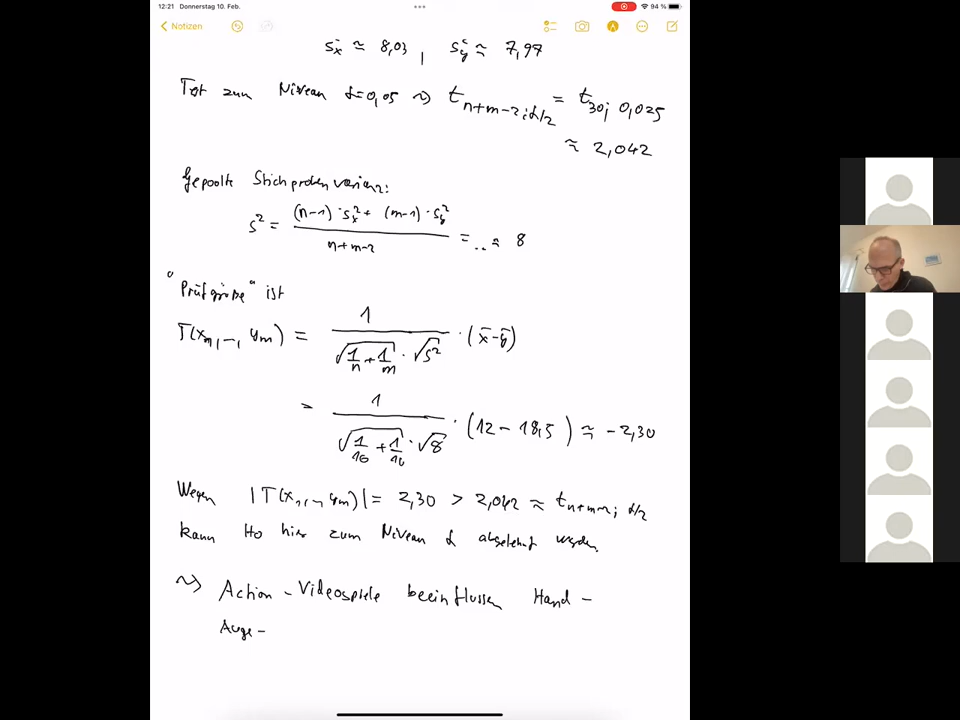 12:21 Donnerstag 10. Feb. ••• 94 %
Notizen
s_x² ≈ 8,03 , s_y² ≈ 7,97
Test zum Niveau α=0,05 ⇝ t_{n+m-2; α/2} = t_{30; 0,025}
≈ 2,042
Gepoolte Stichprobenvarianz:
s² = ((n-1)·s_x² + (m-1)·s_y²) / (n+m-2) = .. ≈ 8
"Prüfgröße" ist
T(x_1,…,y_m) = 1 / (√(1/n + 1/m) · √s²) · (x̄-ȳ)
= 1 / (√(1/16 + 1/16) · √8) · (12 - 18,5) ≈ -2,30
Wegen |T(x_1,…,y_m)| = 2,30 > 2,042 ≈ t_{n+m-2; α/2}
kann H0 hier zum Niveau α abgelehnt werden.
⇝ Action-Videospiele beeinflussen Hand-
Auge-